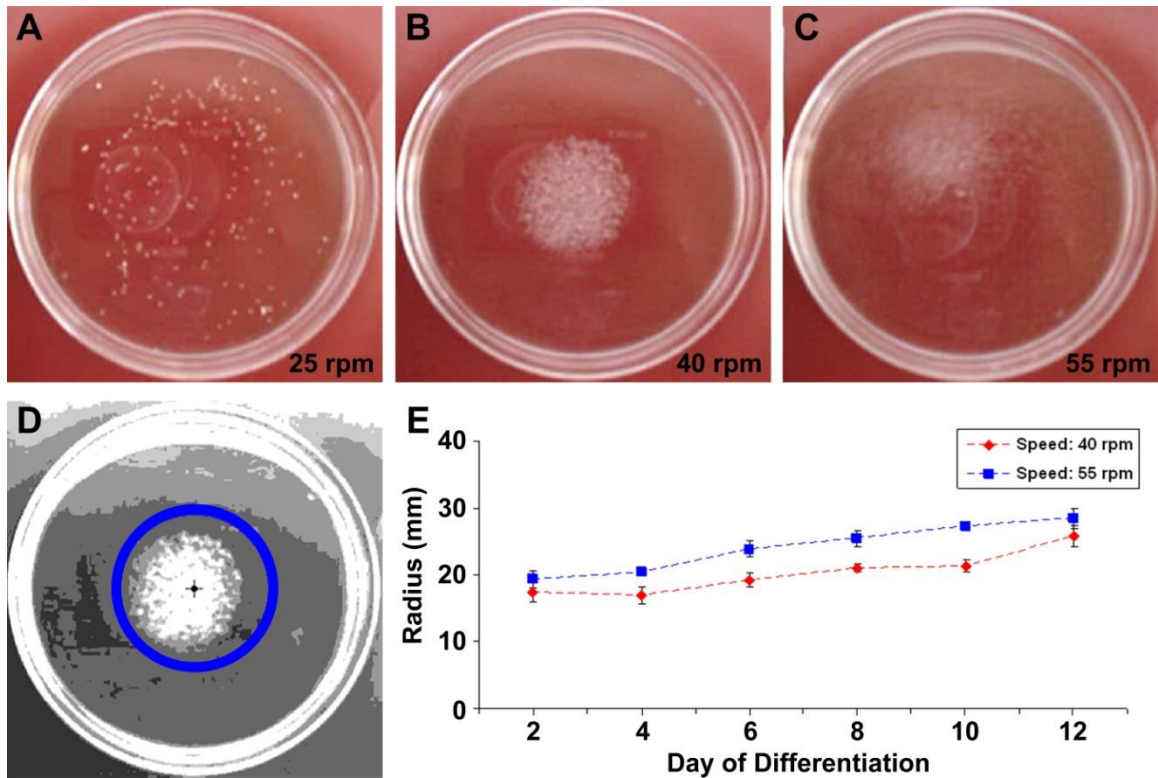 A
25 rpm
B
40 rpm
C
55 rpm
D
E
40
30
20
10
0
Radius (mm)
Speed: 40 rpm
Speed: 55 rpm
2 4 6 8 10 12
Day of Differentiation